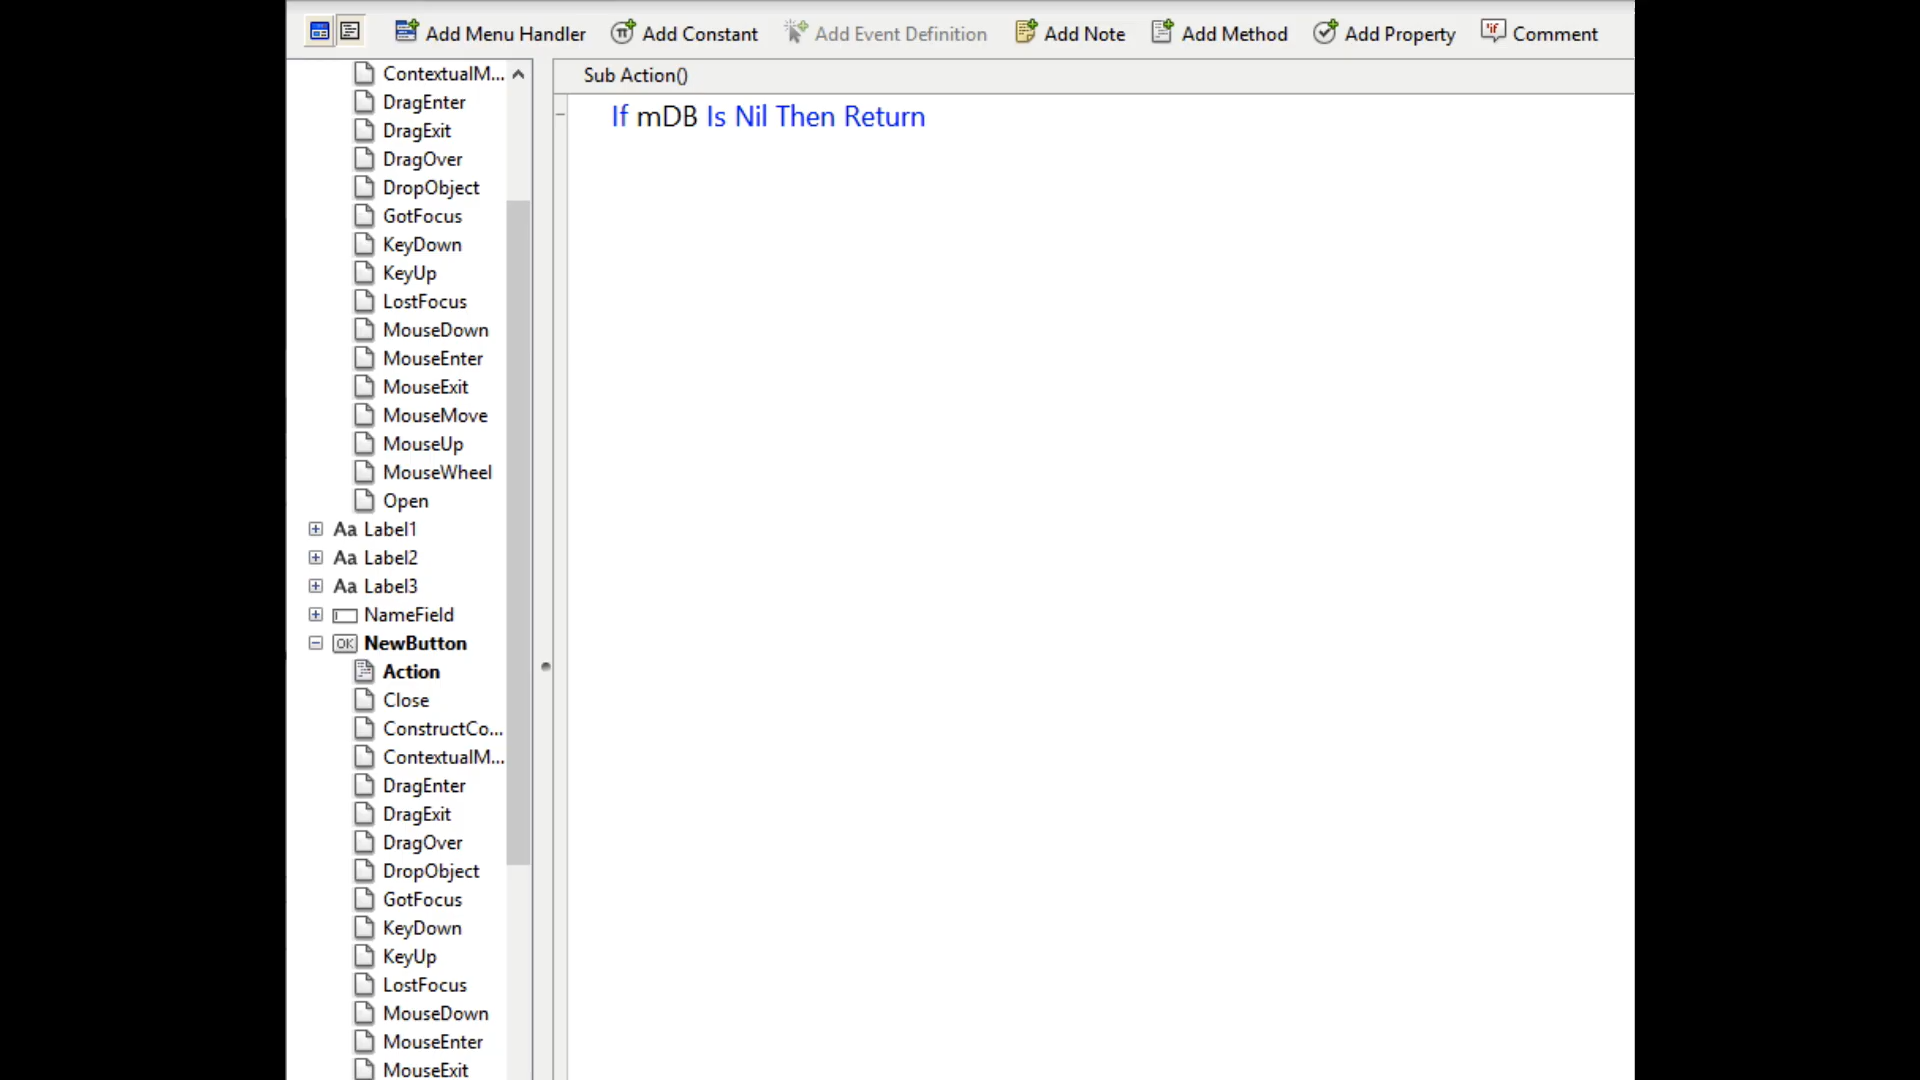 Add Menu Handler Add Constant Add Event Definition Add Note Add Method Add Property Comment
ContextualM...
DragEnter
DragExit
DragOver
DropObject
GotFocus
KeyDown
KeyUp
LostFocus
MouseDown
MouseEnter
MouseExit
MouseMove
MouseUp
MouseWheel
Open
Aa Label1
Aa Label2
Aa Label3
NameField
OK NewButton
Action
Close
ConstructCo...
ContextualM...
DragEnter
DragExit
DragOver
DropObject
GotFocus
KeyDown
KeyUp
LostFocus
MouseDown
MouseEnter
MouseExit
Sub Action()
If mDB Is Nil Then Return